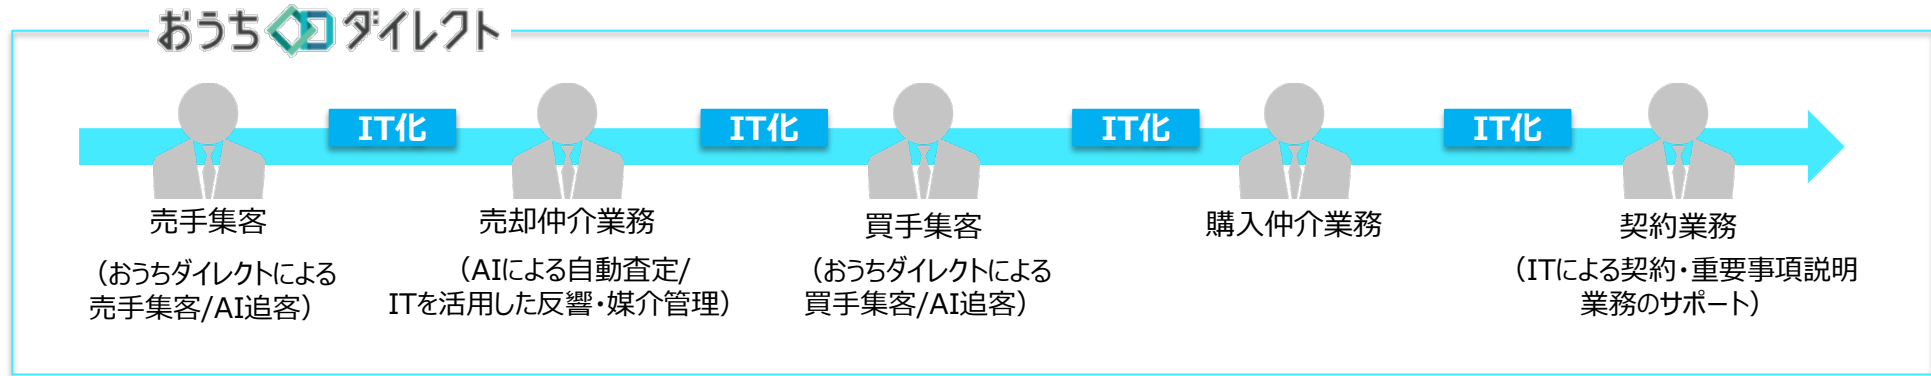 おうちダイレクト
IT化
IT化
IT化
IT化
売手集客
(おうちダイレクトによる
売手集客/AI追客)
売却仲介業務
(AIによる自動査定/
ITを活用した反響・媒介管理)
買手集客
(おうちダイレクトによる
買手集客/AI追客)
購入仲介業務
契約業務
(ITによる契約・重要事項説明
業務のサポート)